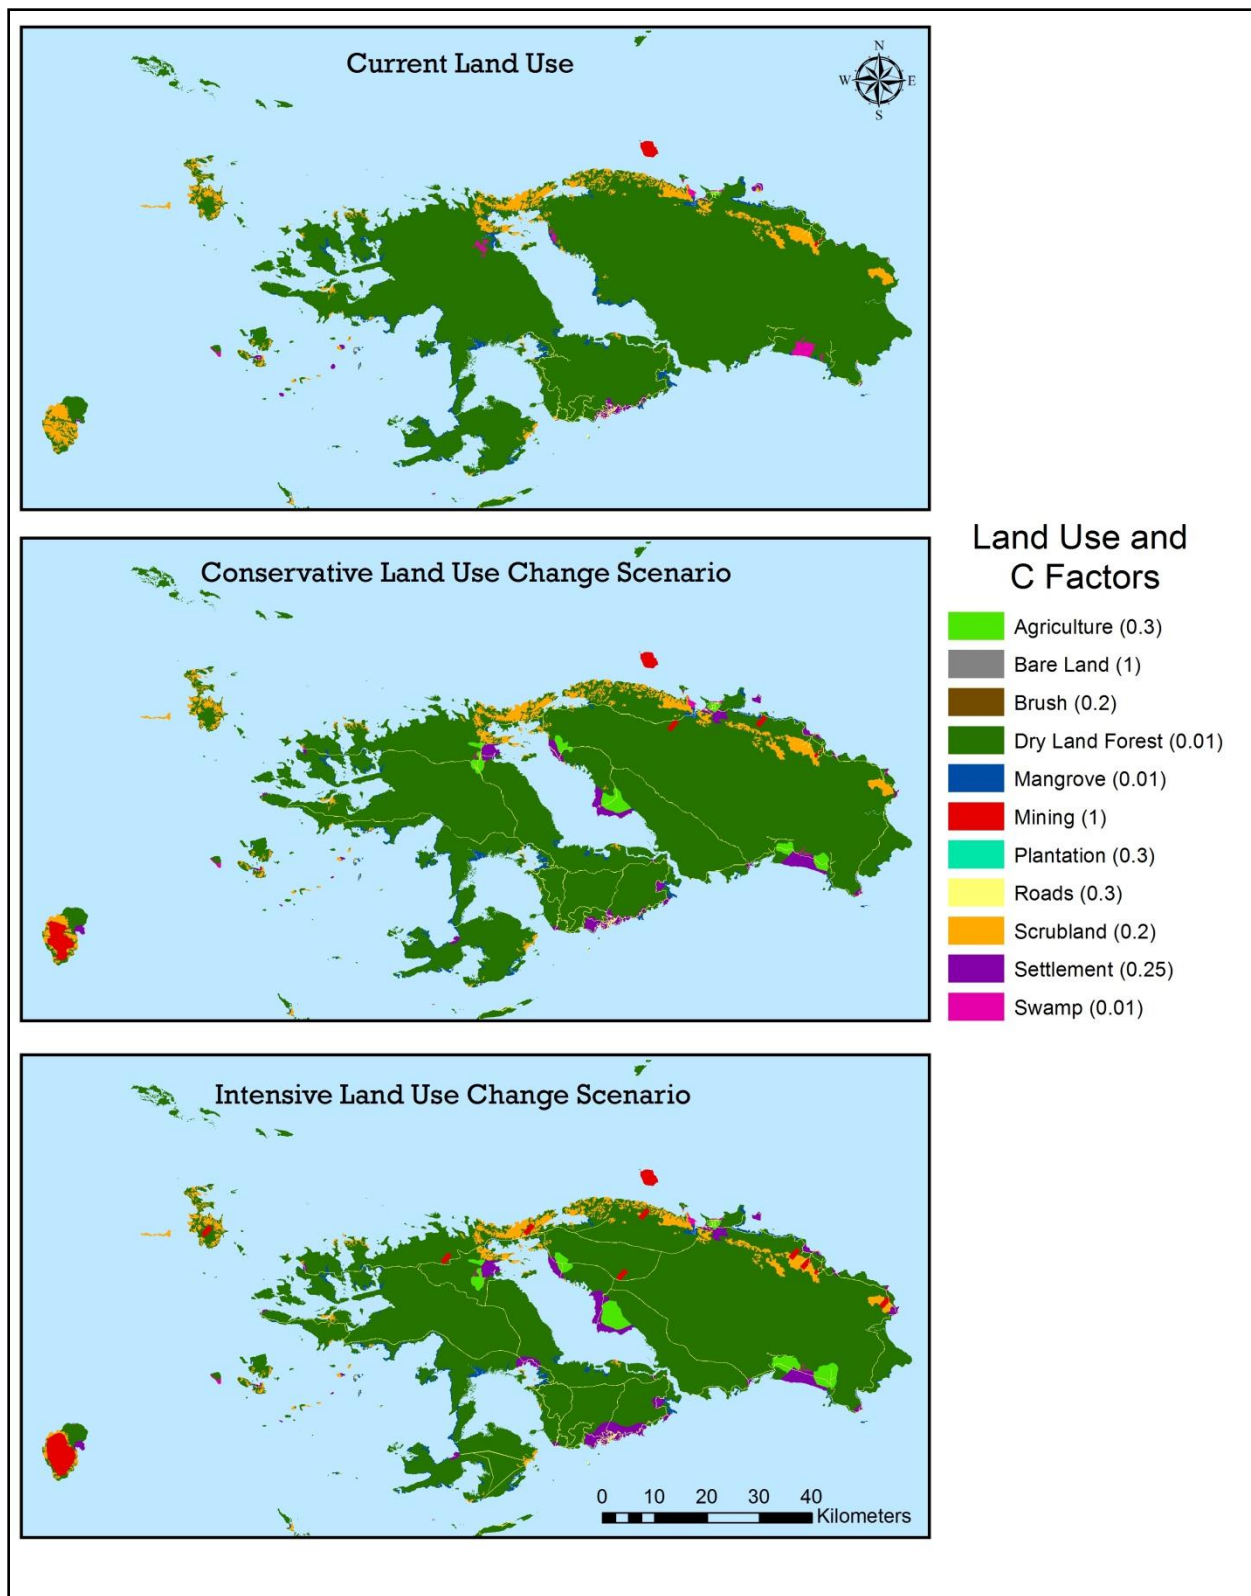 Current Land Use
N
W
E
S
Conservative Land Use Change Scenario
Land Use and
C Factors
Agriculture (0.3)
Bare Land (1)
Brush (0.2)
Dry Land Forest (0.01)
Mangrove (0.01)
Mining (1)
Plantation (0.3)
Roads (0.3)
Scrubland (0.2)
Settlement (0.25)
Swamp (0.01)
Intensive Land Use Change Scenario
0 10 20 30 40
Kilometers